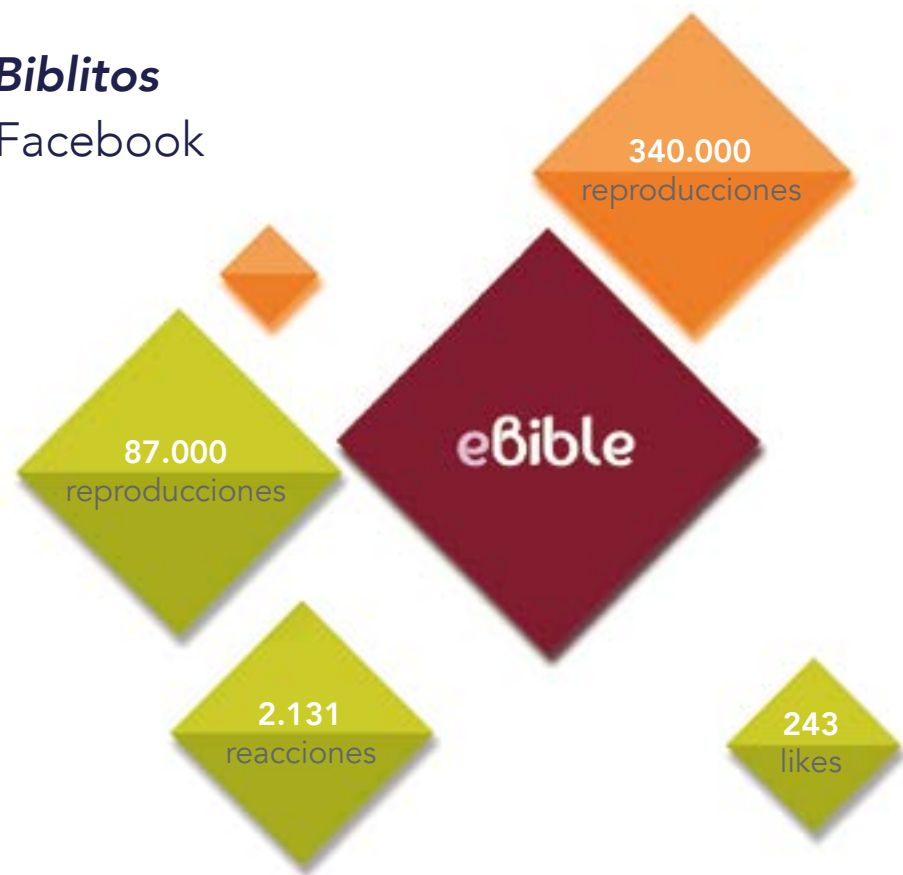 Biblitos
Facebook
340.000
reproducciones
eBible
87.000
reproducciones
2.131
reacciones
243
likes